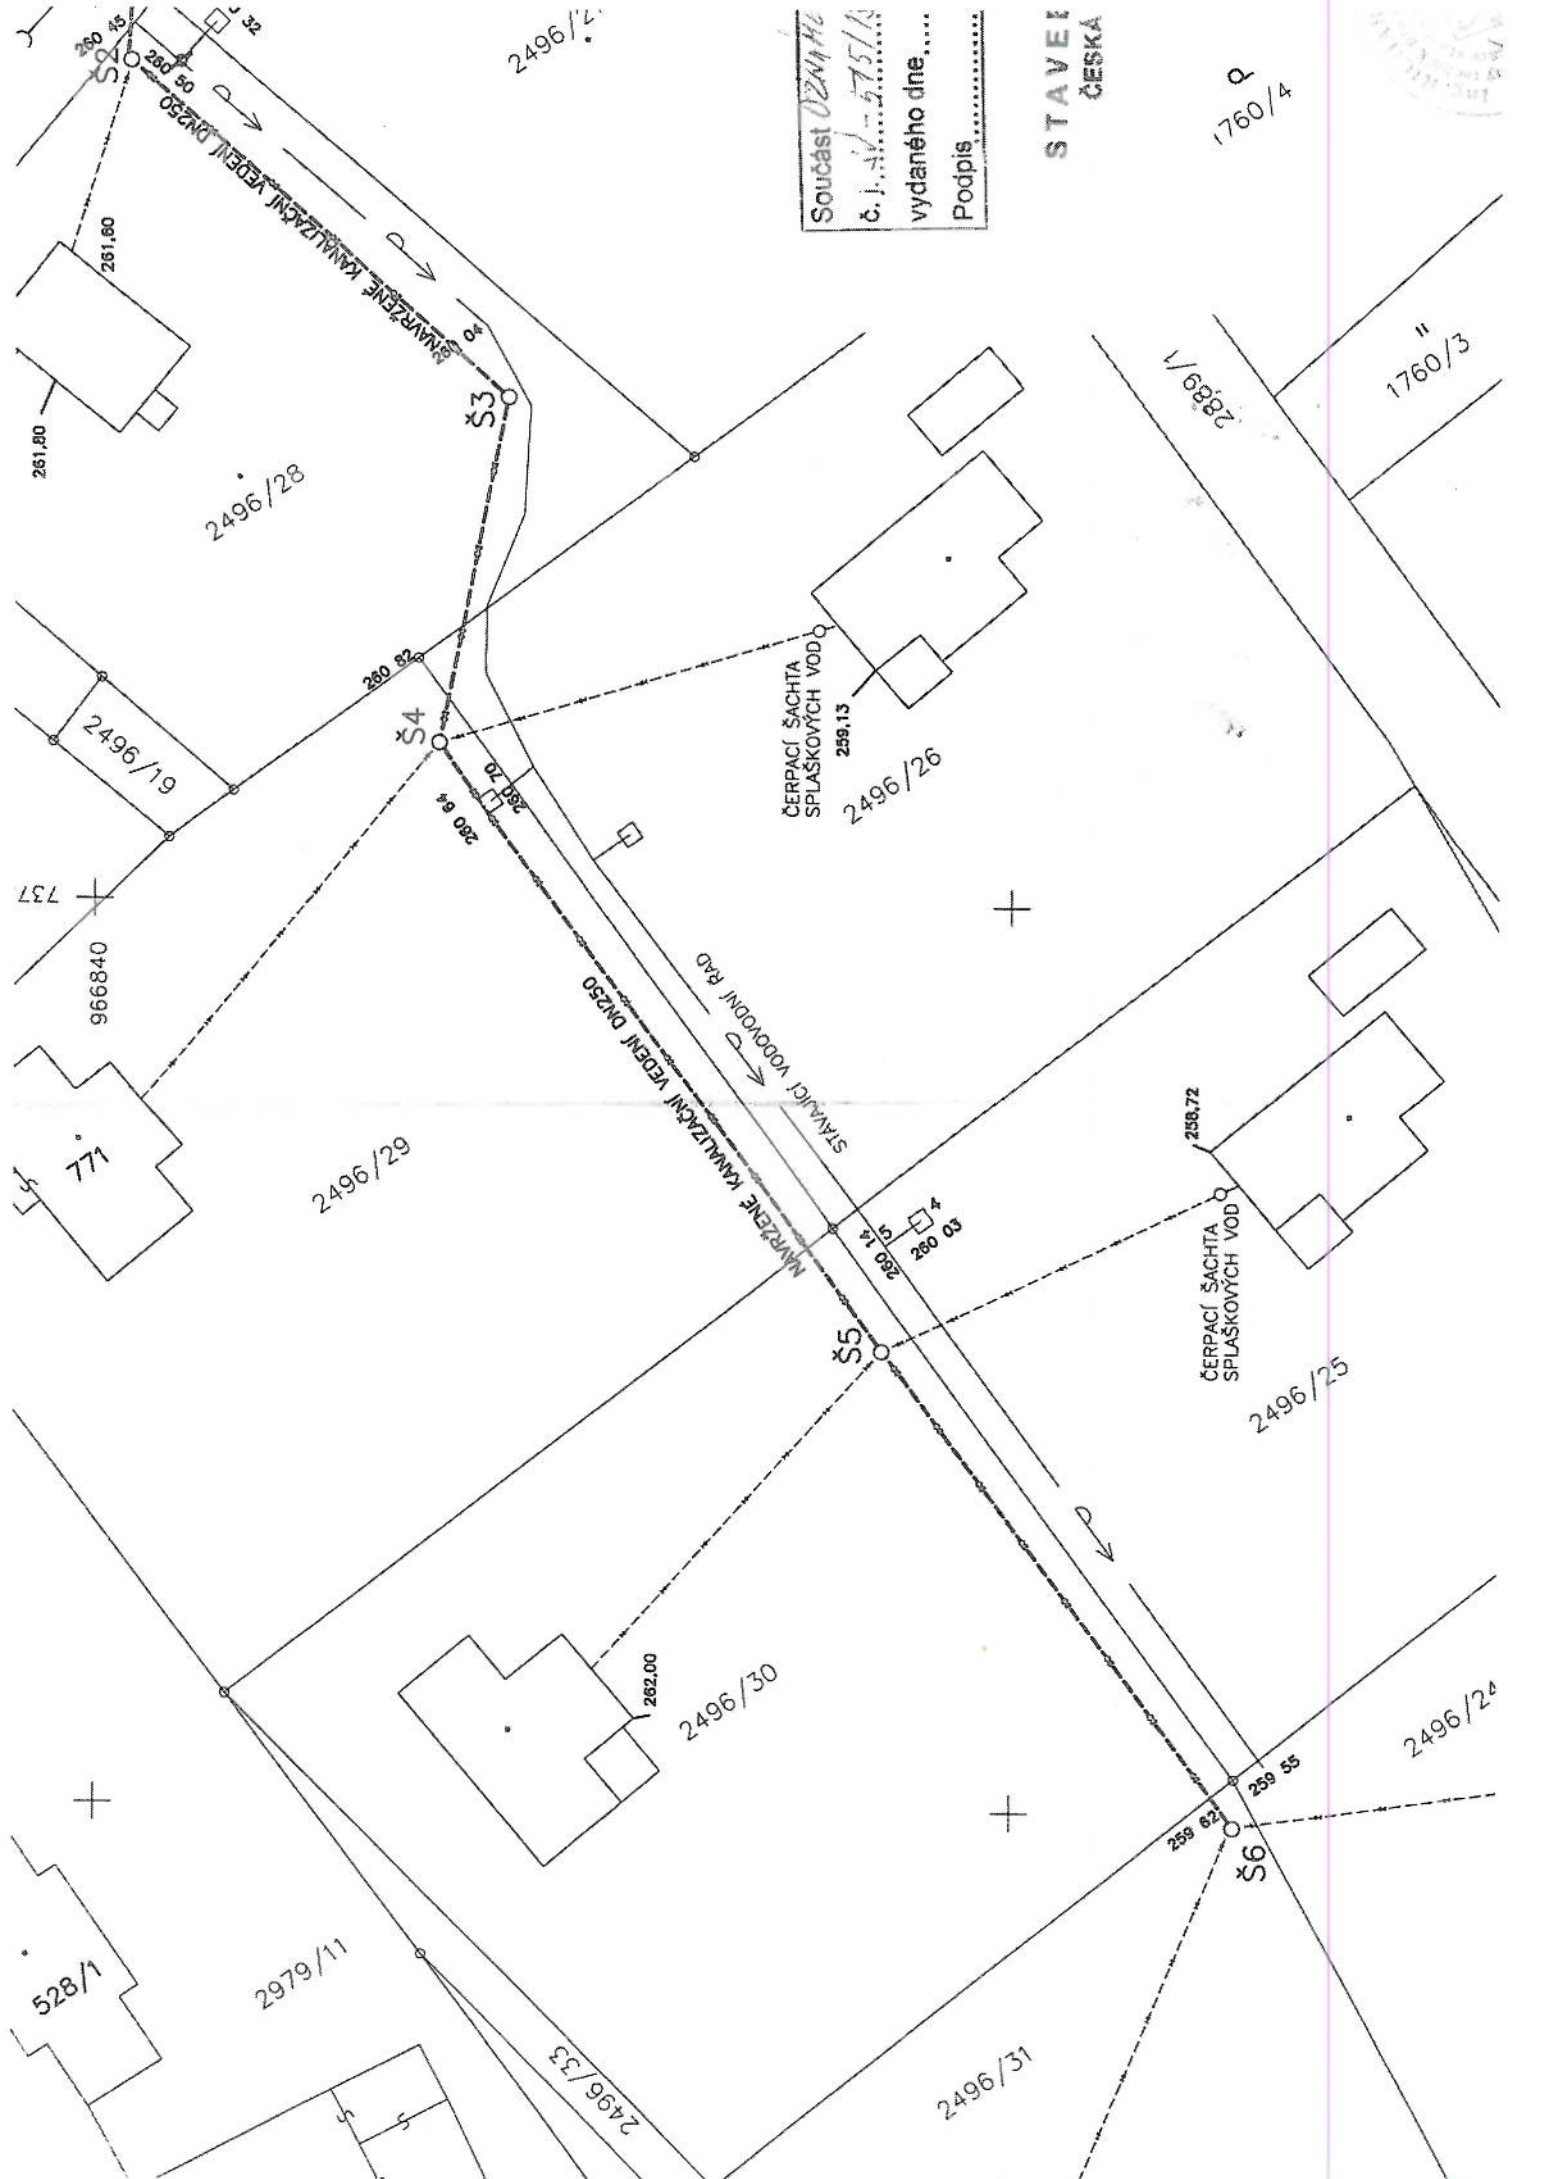 260 45
32
Š2
260 50
NAVRŽENÉ KANALIZAČNÍ VEDENÍ DN250
2496/2
Součást
č. j.
vydaného dne
Podpis
ČESKÁ
1760/4
261,60
261,80
04
Š3
2496/28
2889/1
1760/3
260 82
2496/19
Š4
260 64
260 70
ČERPACÍ ŠACHTA
SPLAŠKOVÝCH VOD
259,13
2496/26
737
966840
NAVRŽENÉ KANALIZAČNÍ VEDENÍ DN250
STÁVAJÍCÍ VODOVODNÍ ŘAD
771
2496/29
258,72
260 14
260 03
Š5
ČERPACÍ ŠACHTA
SPLAŠKOVÝCH VOD
2496/25
262,00
2496/30
2496/24
259 55
259 62
Š6
528/1
2979/11
2496/33
2496/31